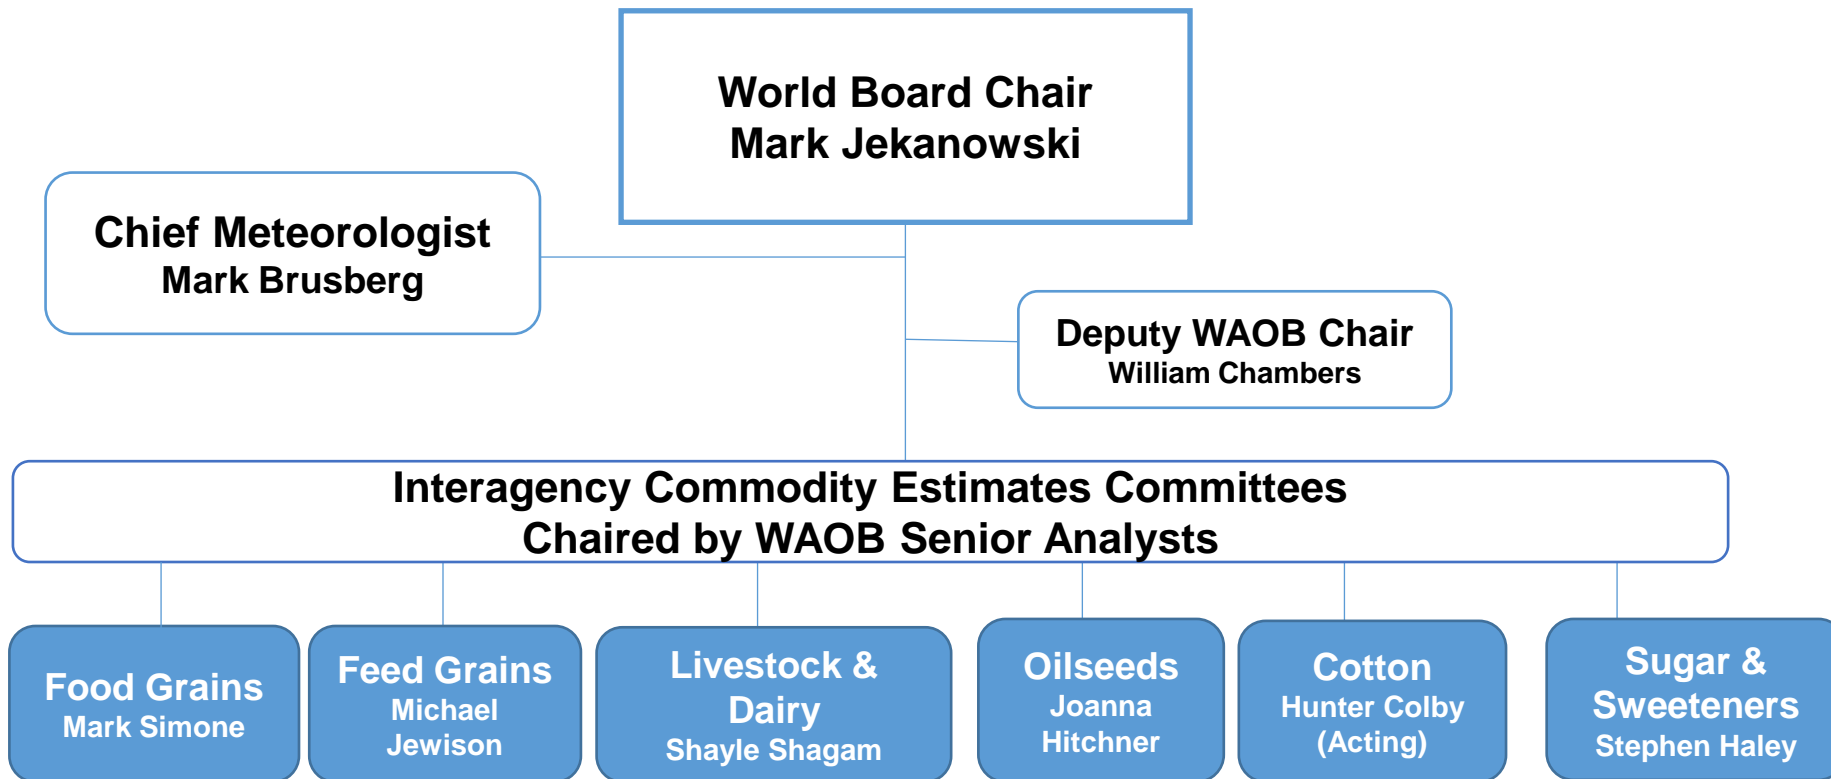 World Board Chair
Mark Jekanowski
Chief Meteorologist
Mark Brusberg
Deputy WAOB Chair
William Chambers
Interagency Commodity Estimates Committees
Chaired by WAOB Senior Analysts
Food Grains
Mark Simone
Feed Grains
Michael
Jewison
Livestock &
Dairy
Shayle Shagam
Oilseeds
Joanna
Hitchner
Cotton
Hunter Colby
(Acting)
Sugar &
Sweeteners
Stephen Haley